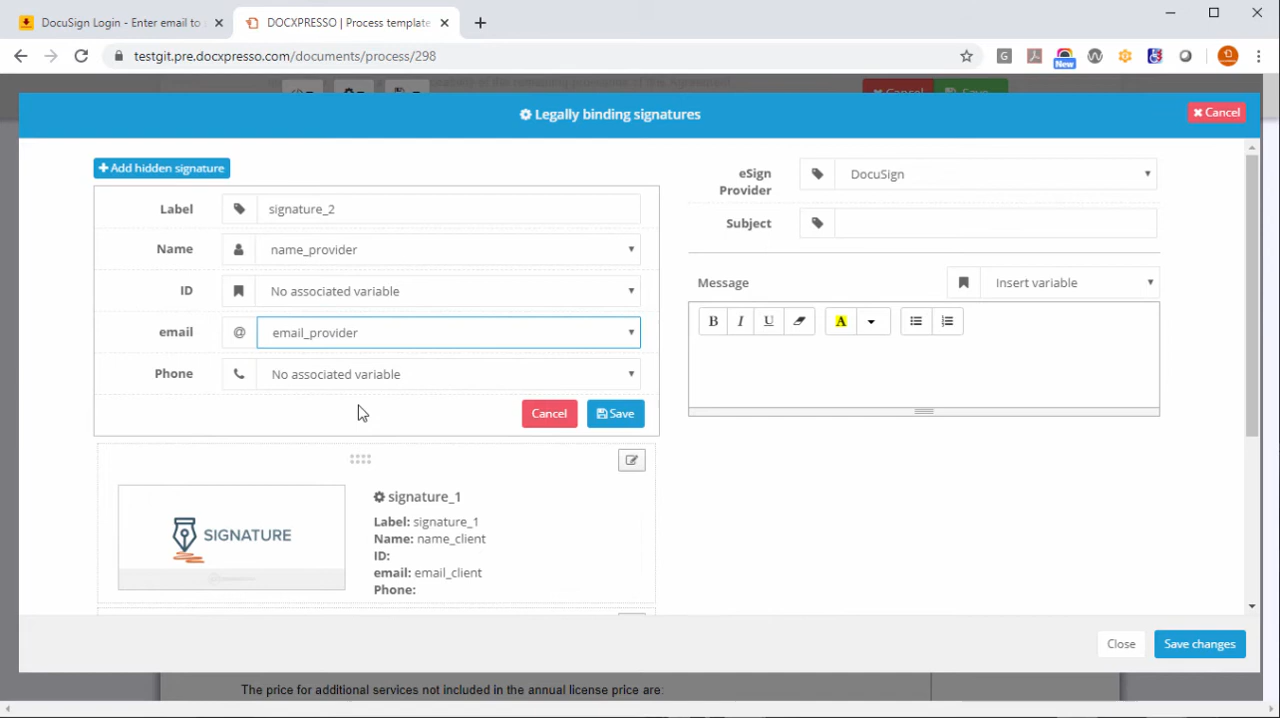 DocuSign Login - Enter email to s
DOCXPRESSO | Process template
testgit.pre.docxpresso.com/documents/process/298
New
Cancel
Save
Legally binding signatures
Cancel
Add hidden signature
Label
signature_2
Name
name_provider
ID
No associated variable
email
@
email_provider
Phone
No associated variable
Cancel
Save
SIGNATURE
signature_1
Label: signature_1
Name: name_client
ID:
email: email_client
Phone:
eSign
Provider
DocuSign
Subject
Message
Insert variable
B
I
U
A
Close
Save changes
The price for additional services not included in the annual license price are: